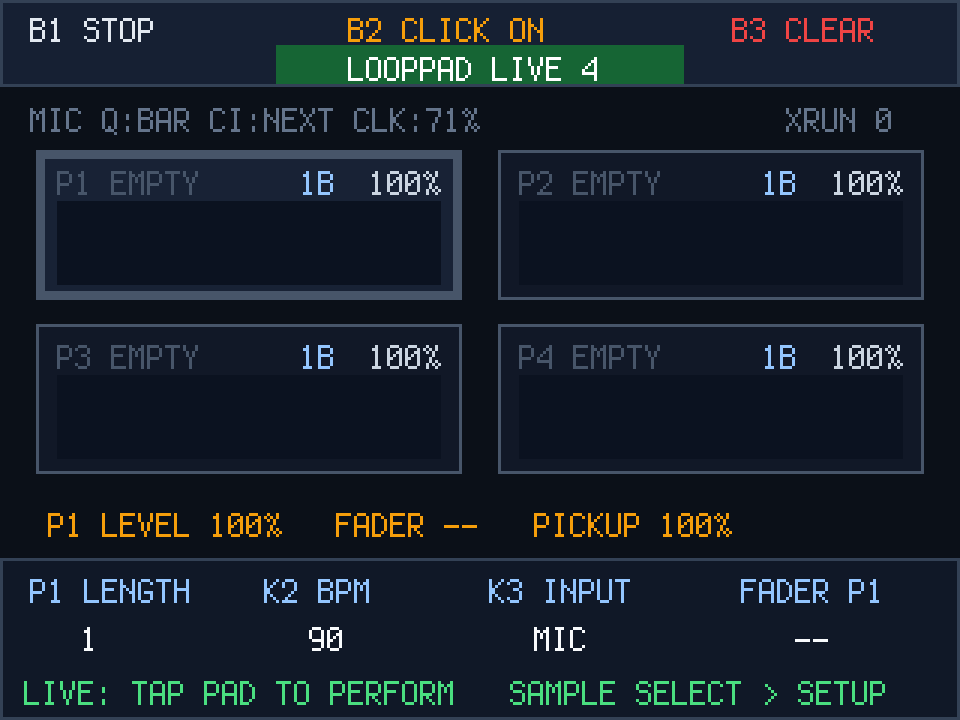 B1 STOP B2 CLICK ON B3 CLEAR
LOOPPAD LIVE 4
MIC Q:BAR CI:NEXT CLK:71% XRUN 0
P1 EMPTY 1B 100% P2 EMPTY 1B 100%
P3 EMPTY 1B 100% P4 EMPTY 1B 100%
P1 LEVEL 100% FADER -- PICKUP 100%
P1 LENGTH K2 BPM K3 INPUT FADER P1
1 90 MIC --
LIVE: TAP PAD TO PERFORM SAMPLE SELECT > SETUP